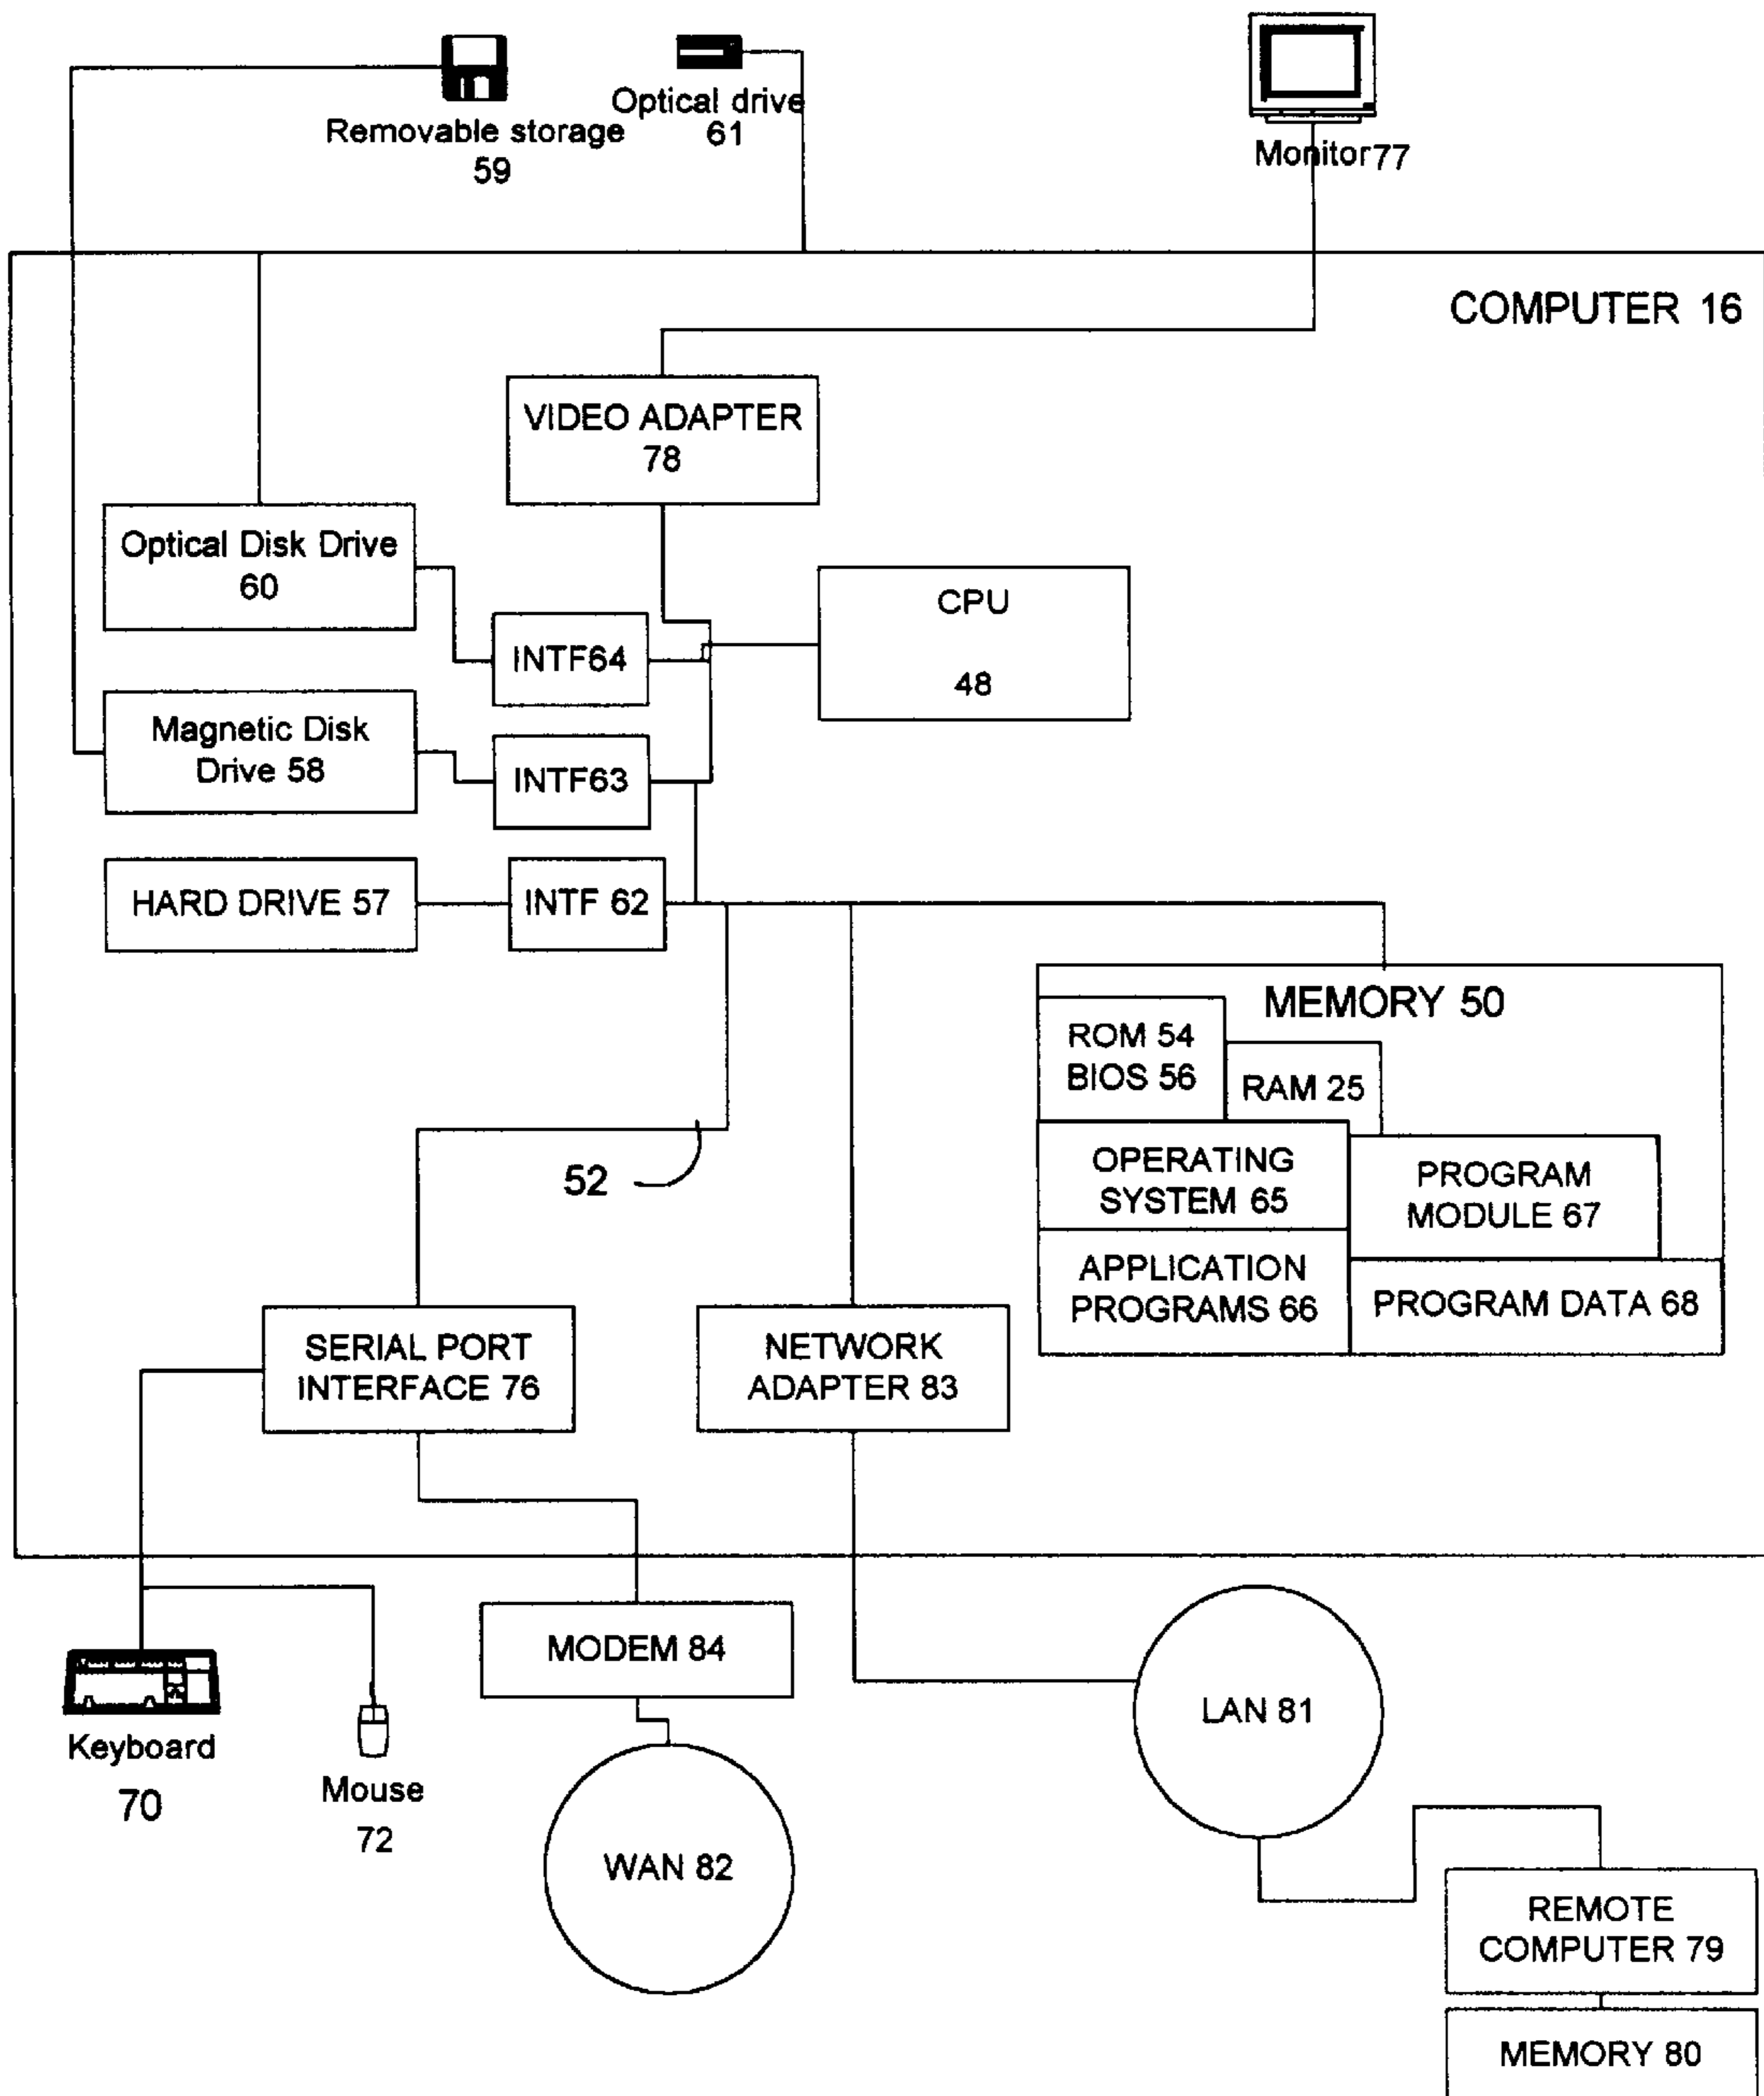 Removable storage
59
Optical drive
61
Monitor77
COMPUTER 16
VIDEO ADAPTER
78
Optical Disk Drive
60
INTF64
CPU
48
Magnetic Disk
Drive 58
INTF63
HARD DRIVE 57
INTF 62
MEMORY 50
ROM 54
BIOS 56
RAM 25
OPERATING
SYSTEM 65
PROGRAM
MODULE 67
APPLICATION
PROGRAMS 66
PROGRAM DATA 68
52
SERIAL PORT
INTERFACE 76
NETWORK
ADAPTER 83
Keyboard
70
Mouse
72
MODEM 84
WAN 82
LAN 81
REMOTE
COMPUTER 79
MEMORY 80